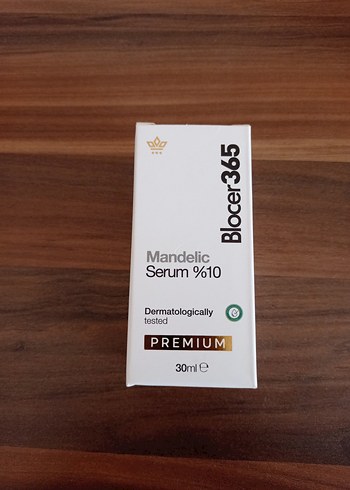 Blocer365
Mandelic
Serum %10
Dermatologically
tested
PREMIUM
30ml ℮